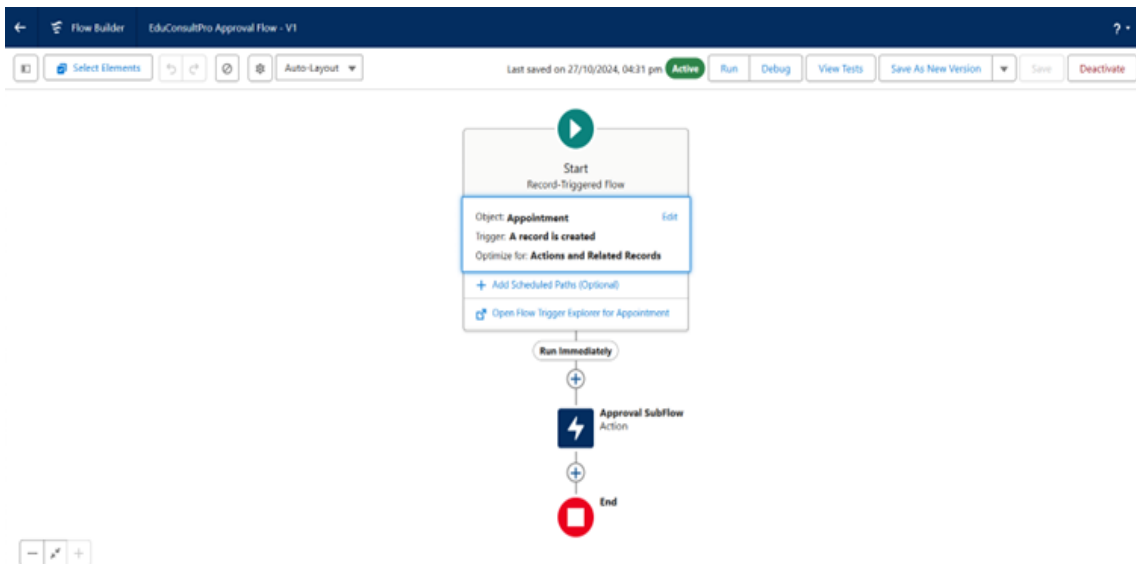 Flow Builder EduConsultPro Approval Flow - V1 ?
Select Elements Auto-Layout Last saved on 27/10/2024, 04:31 pm Active Run Debug View Tests Save As New Version Save Deactivate
Start
Record-Triggered Flow
Object: Appointment Edit
Trigger: A record is created
Optimize for: Actions and Related Records
+ Add Scheduled Paths (Optional)
Open Flow Trigger Explorer for Appointment
Run Immediately
Approval SubFlow
Action
End